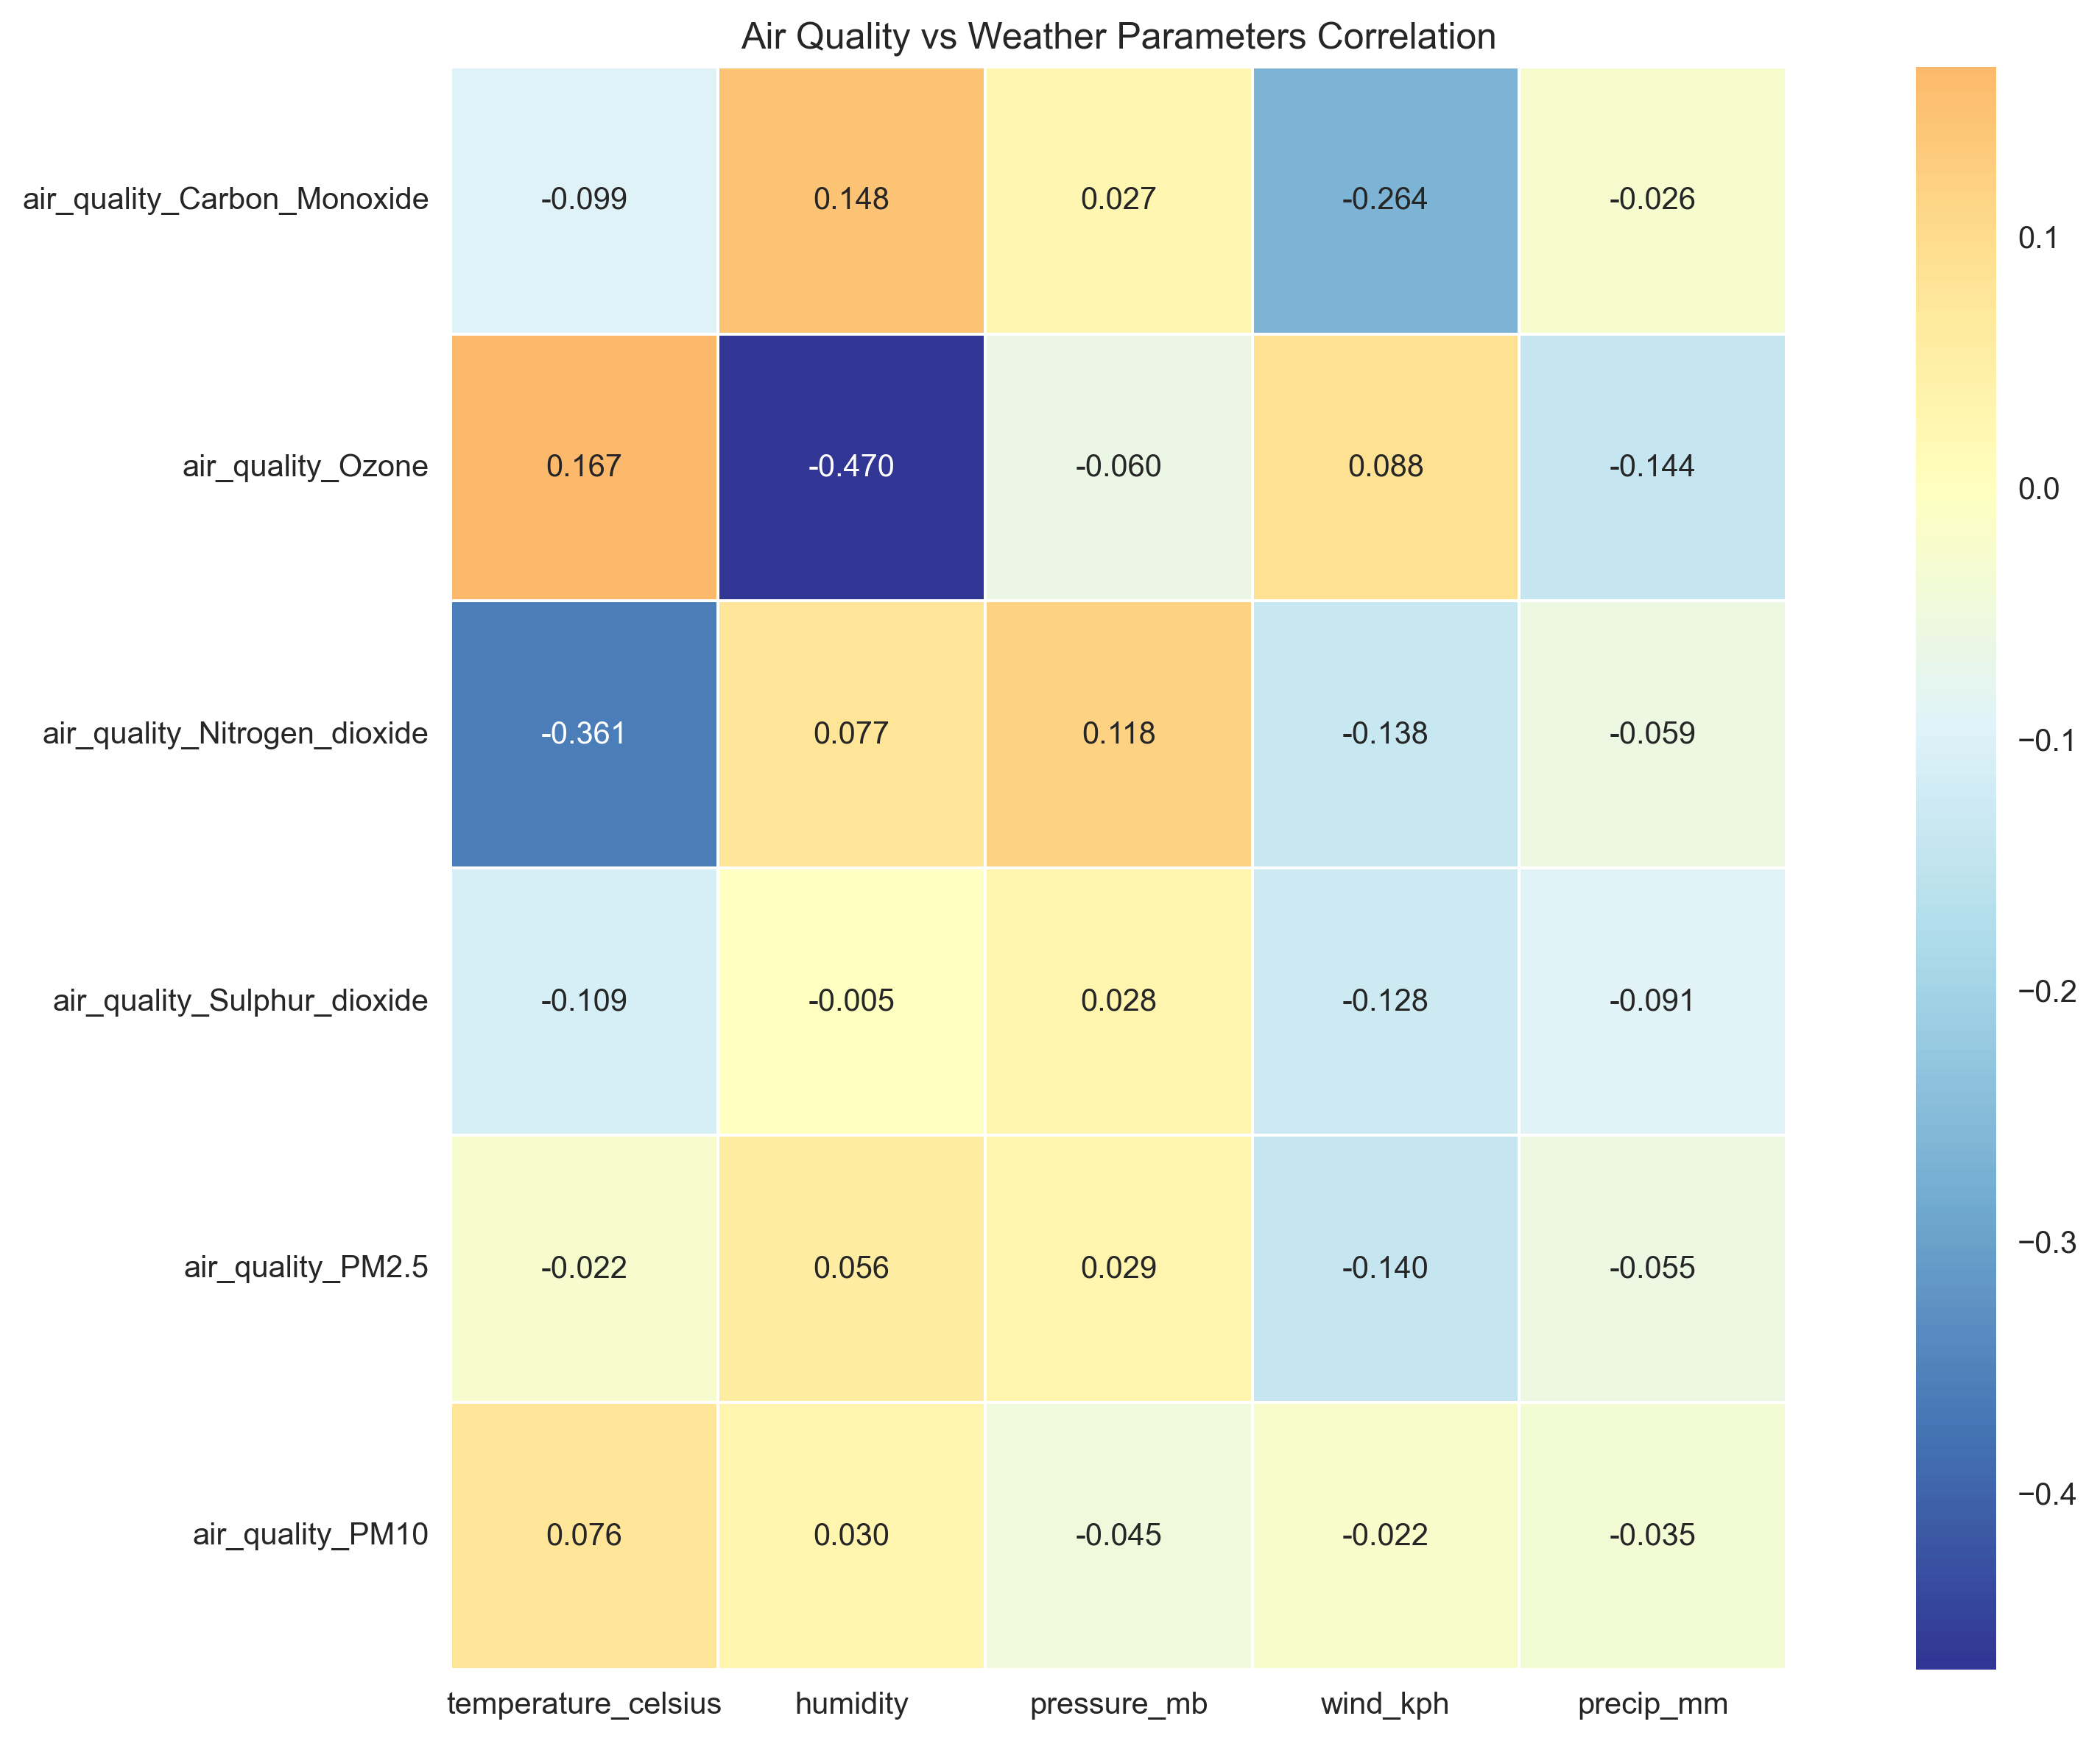 Air Quality vs Weather Parameters Correlation
air_quality_Carbon_Monoxide -0.099 0.148 0.027 -0.264 -0.026
air_quality_Ozone 0.167 -0.470 -0.060 0.088 -0.144
air_quality_Nitrogen_dioxide -0.361 0.077 0.118 -0.138 -0.059
air_quality_Sulphur_dioxide -0.109 -0.005 0.028 -0.128 -0.091
air_quality_PM2.5 -0.022 0.056 0.029 -0.140 -0.055
air_quality_PM10 0.076 0.030 -0.045 -0.022 -0.035
temperature_celsius humidity pressure_mb wind_kph precip_mm
0.1
0.0
−0.1
−0.2
−0.3
−0.4